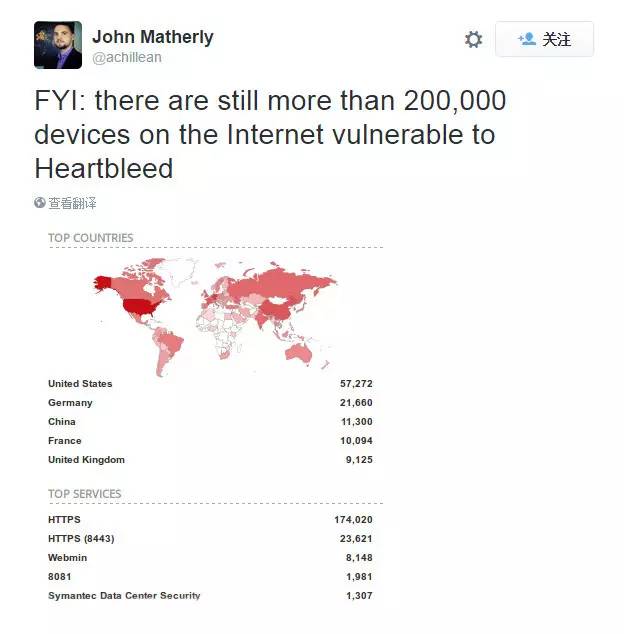 John Matherly
@achillean
关注
FYI: there are still more than 200,000
devices on the Internet vulnerable to
Heartbleed
查看翻译
TOP COUNTRIES
United States 57,272
Germany 21,660
China 11,300
France 10,094
United Kingdom 9,125
TOP SERVICES
HTTPS 174,020
HTTPS (8443) 23,621
Webmin 8,148
8081 1,981
Symantec Data Center Security 1,307